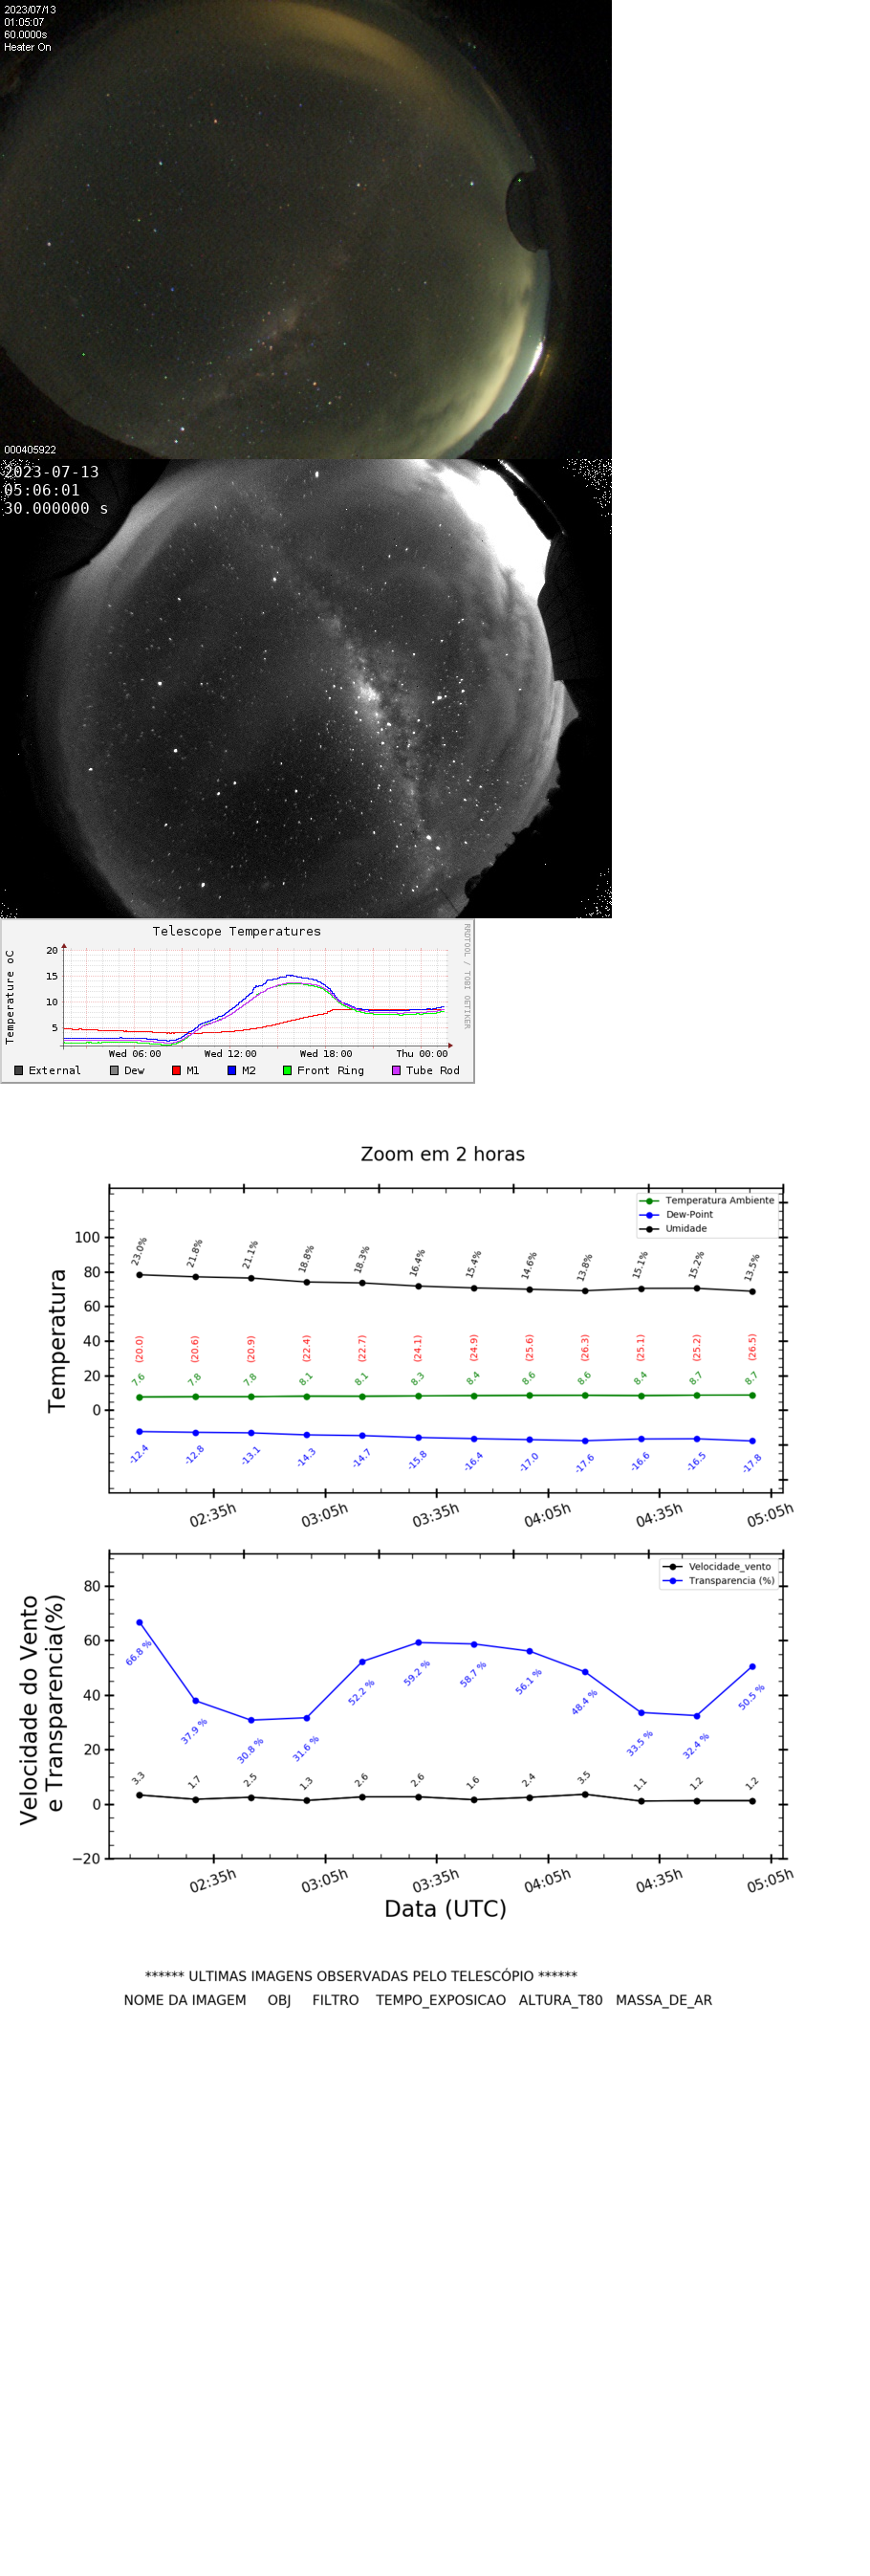 2023/07/13
01:05:07
60.0000s
Heater On
000405922
2023-07-13
05:06:01
30.000000 s
Telescope Temperatures
RRDTOOL / TOBI OETIKER
Temperature oC
20
15
10
5
Wed 06:00 Wed 12:00 Wed 18:00 Thu 00:00
External Dew M1 M2 Front Ring Tube Rod
Zoom em 2 horas
Temperatura Ambiente
Dew-Point
Umidade
Temperatura
100
80
60
40
20
0
23.0% 21.8% 21.1% 18.8% 18.3% 16.4% 15.4% 14.6% 13.8% 15.1% 15.2% 13.5%
(20.0) (20.6) (20.9) (22.4) (22.7) (24.1) (24.9) (25.6) (26.3) (25.1) (25.2) (26.5)
7.6 7.8 7.8 8.1 8.1 8.3 8.4 8.6 8.6 8.4 8.7 8.7
-12.4 -12.8 -13.1 -14.3 -14.7 -15.8 -16.4 -17.0 -17.6 -16.6 -16.5 -17.8
02:35h 03:05h 03:35h 04:05h 04:35h 05:05h
Velocidade_vento
Transparencia (%)
Velocidade do Vento
e Transparencia(%)
80
60
40
20
0
−20
66.8 % 37.9 % 30.8 % 31.6 % 52.2 % 59.2 % 58.7 % 56.1 % 48.4 % 33.5 % 32.4 % 50.5 %
3.3 1.7 2.5 1.3 2.6 2.6 1.6 2.4 3.5 1.1 1.2 1.2
02:35h 03:05h 03:35h 04:05h 04:35h 05:05h
Data (UTC)
****** ULTIMAS IMAGENS OBSERVADAS PELO TELESCÓPIO ******
NOME DA IMAGEM OBJ FILTRO TEMPO_EXPOSICAO ALTURA_T80 MASSA_DE_AR